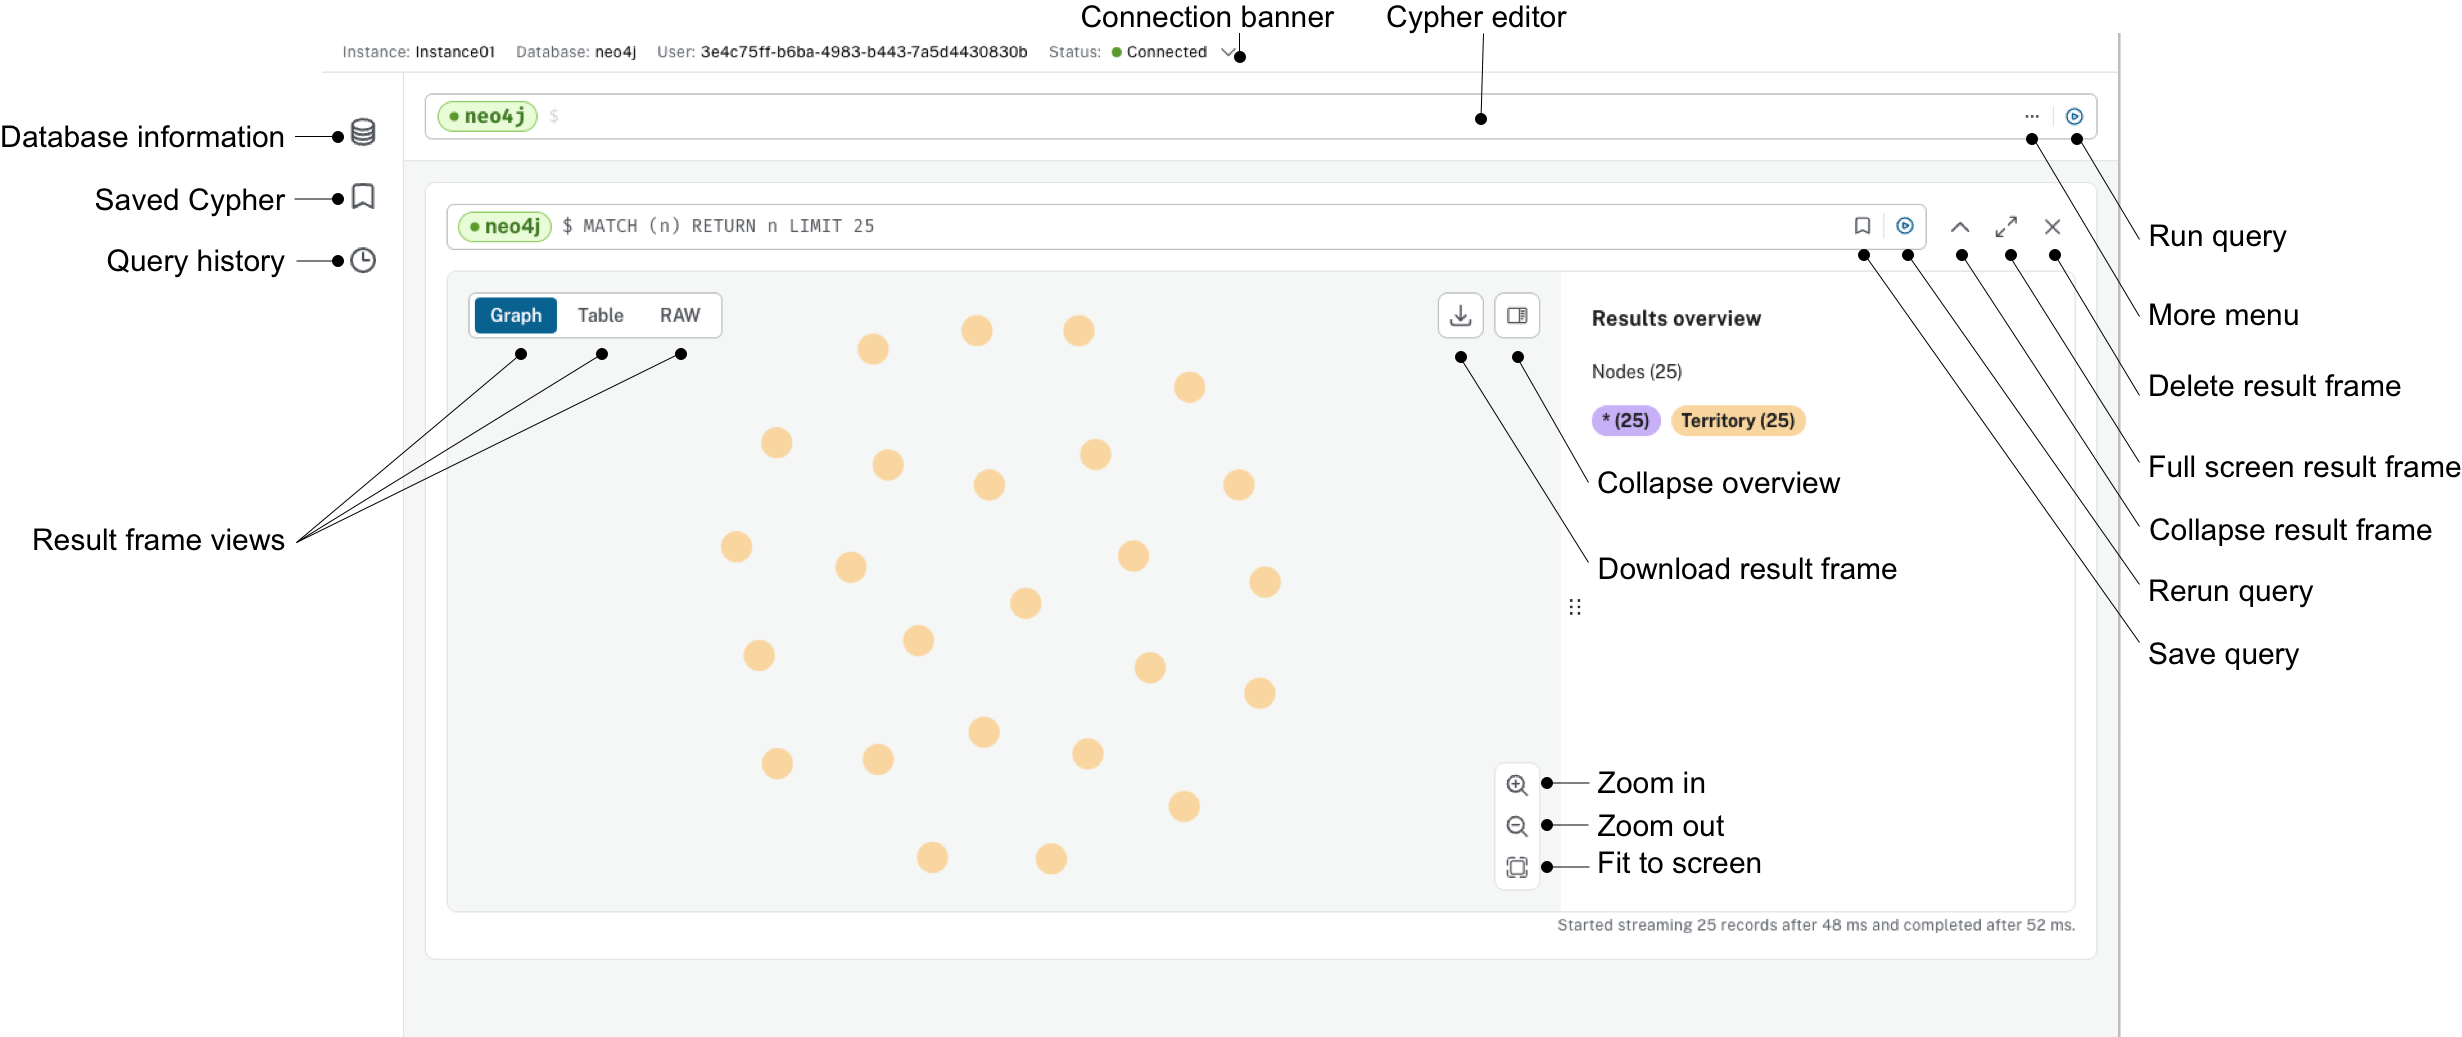 Connection banner
Cypher editor
Instance: Instance01 Database: neo4j User: 3e4c75ff-b6ba-4983-b443-7a5d4430830b Status: Connected
neo4j $
...
Database information
Saved Cypher
Query history
neo4j $ MATCH (n) RETURN n LIMIT 25
Run query
More menu
Delete result frame
Full screen result frame
Collapse result frame
Rerun query
Save query
Graph Table RAW
Results overview
Nodes (25)
* (25) Territory (25)
Collapse overview
Download result frame
Result frame views
Zoom in
Zoom out
Fit to screen
Started streaming 25 records after 48 ms and completed after 52 ms.